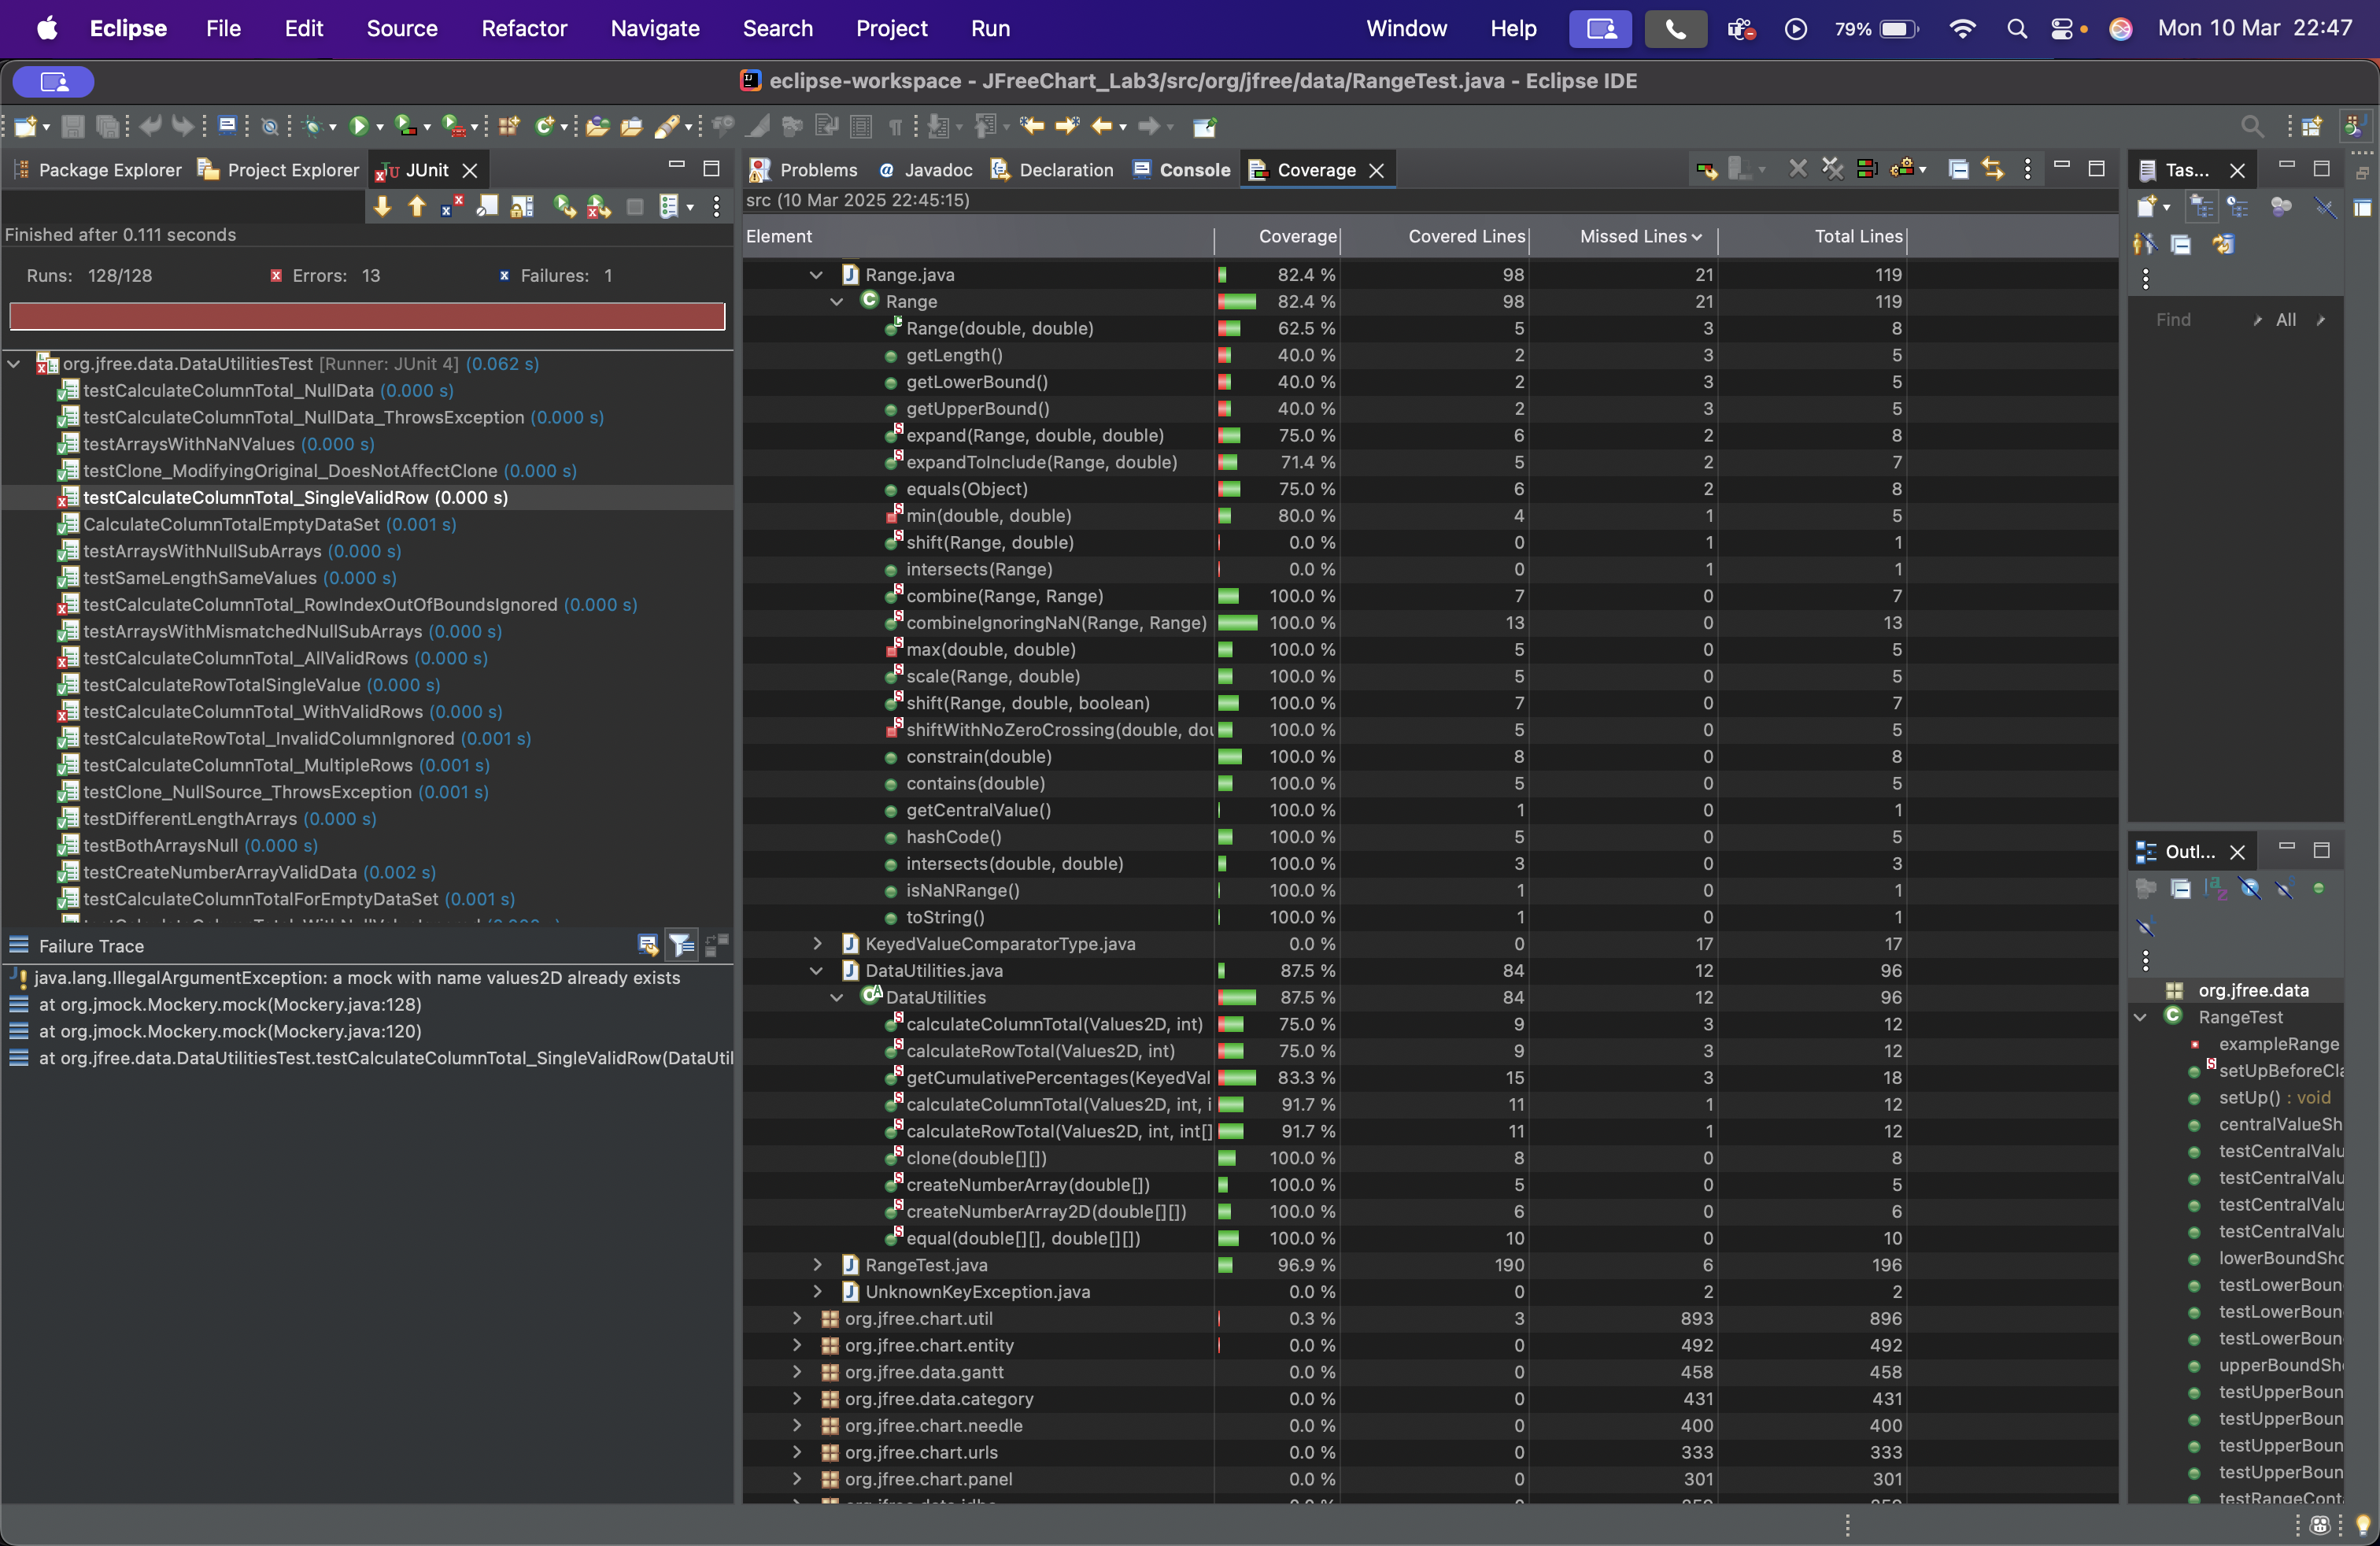 Eclipse File Edit Source Refactor Navigate Search Project Run Window Help 79% Mon 10 Mar 22:47
eclipse-workspace - JFreeChart_Lab3/src/org/jfree/data/RangeTest.java - Eclipse IDE
Package Explorer Project Explorer JUnit
Finished after 0.111 seconds
Runs: 128/128 Errors: 13 Failures: 1
org.jfree.data.DataUtilitiesTest [Runner: JUnit 4] (0.062 s)
testCalculateColumnTotal_NullData (0.000 s)
testCalculateColumnTotal_NullData_ThrowsException (0.000 s)
testArraysWithNaNValues (0.000 s)
testClone_ModifyingOriginal_DoesNotAffectClone (0.000 s)
testCalculateColumnTotal_SingleValidRow (0.000 s)
CalculateColumnTotalEmptyDataSet (0.001 s)
testArraysWithNullSubArrays (0.000 s)
testSameLengthSameValues (0.000 s)
testCalculateColumnTotal_RowIndexOutOfBoundsIgnored (0.000 s)
testArraysWithMismatchedNullSubArrays (0.000 s)
testCalculateColumnTotal_AllValidRows (0.000 s)
testCalculateRowTotalSingleValue (0.000 s)
testCalculateColumnTotal_WithValidRows (0.000 s)
testCalculateRowTotal_InvalidColumnIgnored (0.001 s)
testCalculateColumnTotal_MultipleRows (0.001 s)
testClone_NullSource_ThrowsException (0.001 s)
testDifferentLengthArrays (0.000 s)
testBothArraysNull (0.000 s)
testCreateNumberArrayValidData (0.002 s)
testCalculateColumnTotalForEmptyDataSet (0.001 s)
Failure Trace
java.lang.IllegalArgumentException: a mock with name values2D already exists
at org.jmock.Mockery.mock(Mockery.java:128)
at org.jmock.Mockery.mock(Mockery.java:120)
at org.jfree.data.DataUtilitiesTest.testCalculateColumnTotal_SingleValidRow(DataUtil
Problems Javadoc Declaration Console Coverage
src (10 Mar 2025 22:45:15)
Element Coverage Covered Lines Missed Lines Total Lines
Range.java 82.4 % 98 21 119
Range 82.4 % 98 21 119
Range(double, double) 62.5 % 5 3 8
getLength() 40.0 % 2 3 5
getLowerBound() 40.0 % 2 3 5
getUpperBound() 40.0 % 2 3 5
expand(Range, double, double) 75.0 % 6 2 8
expandToInclude(Range, double) 71.4 % 5 2 7
equals(Object) 75.0 % 6 2 8
min(double, double) 80.0 % 4 1 5
shift(Range, double) 0.0 % 0 1 1
intersects(Range) 0.0 % 0 1 1
combine(Range, Range) 100.0 % 7 0 7
combineIgnoringNaN(Range, Range) 100.0 % 13 0 13
max(double, double) 100.0 % 5 0 5
scale(Range, double) 100.0 % 5 0 5
shift(Range, double, boolean) 100.0 % 7 0 7
shiftWithNoZeroCrossing(double, dou 100.0 % 5 0 5
constrain(double) 100.0 % 8 0 8
contains(double) 100.0 % 5 0 5
getCentralValue() 100.0 % 1 0 1
hashCode() 100.0 % 5 0 5
intersects(double, double) 100.0 % 3 0 3
isNaNRange() 100.0 % 1 0 1
toString() 100.0 % 1 0 1
KeyedValueComparatorType.java 0.0 % 0 17 17
DataUtilities.java 87.5 % 84 12 96
DataUtilities 87.5 % 84 12 96
calculateColumnTotal(Values2D, int) 75.0 % 9 3 12
calculateRowTotal(Values2D, int) 75.0 % 9 3 12
getCumulativePercentages(KeyedVal 83.3 % 15 3 18
calculateColumnTotal(Values2D, int, i 91.7 % 11 1 12
calculateRowTotal(Values2D, int, int[] 91.7 % 11 1 12
clone(double[][]) 100.0 % 8 0 8
createNumberArray(double[]) 100.0 % 5 0 5
createNumberArray2D(double[][]) 100.0 % 6 0 6
equal(double[][], double[][]) 100.0 % 10 0 10
RangeTest.java 96.9 % 190 6 196
UnknownKeyException.java 0.0 % 0 2 2
org.jfree.chart.util 0.3 % 3 893 896
org.jfree.chart.entity 0.0 % 0 492 492
org.jfree.data.gantt 0.0 % 0 458 458
org.jfree.data.category 0.0 % 0 431 431
org.jfree.chart.needle 0.0 % 0 400 400
org.jfree.chart.urls 0.0 % 0 333 333
org.jfree.chart.panel 0.0 % 0 301 301
Tas...
Find All
Outl...
org.jfree.data
RangeTest
exampleRange
setUpBeforeCla
setUp() : void
centralValueSh
testCentralValu
testCentralValu
testCentralValu
testCentralValu
lowerBoundSho
testLowerBoun
testLowerBoun
testLowerBoun
upperBoundSh
testUpperBoun
testUpperBoun
testUpperBoun
testUpperBoun
testRangeCont